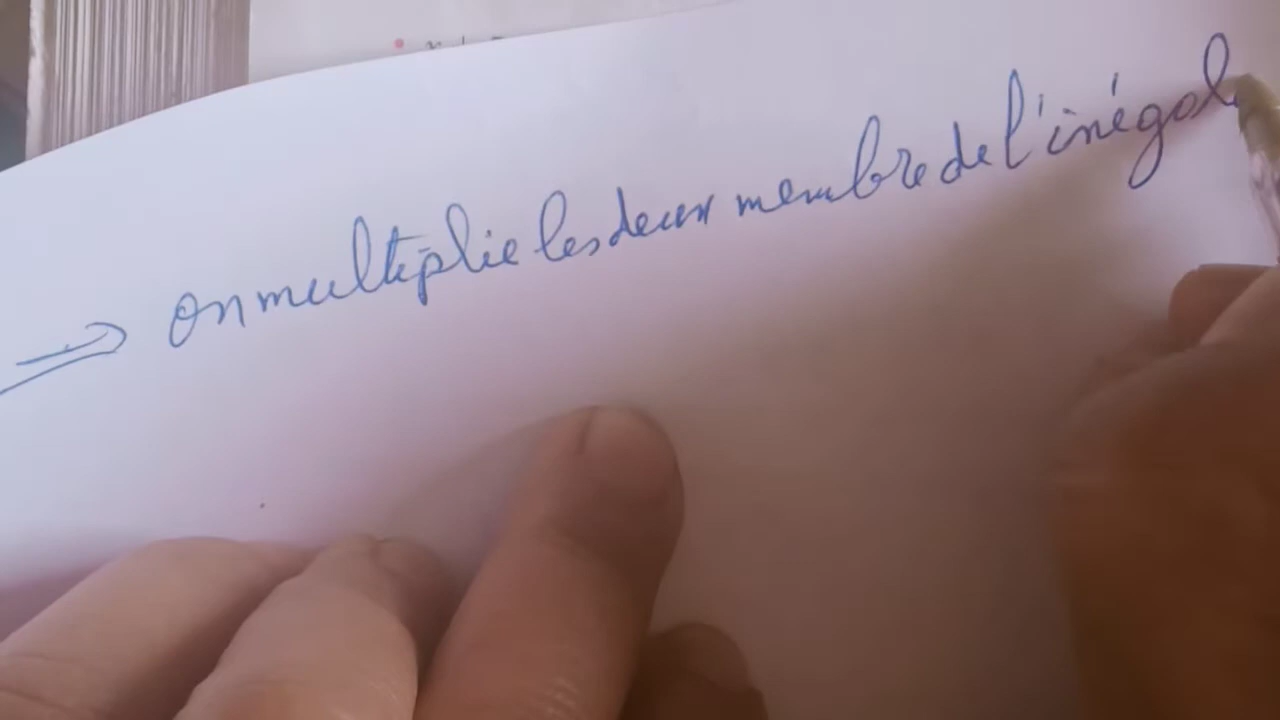 ⇒ on multiplie les deux membre de l'inégal